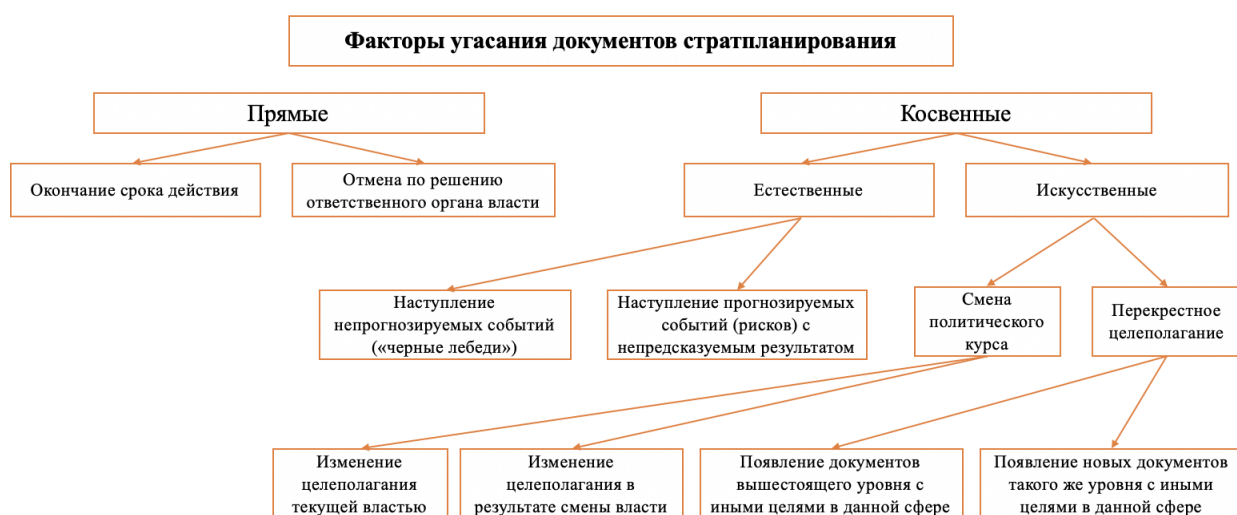 Факторы угасания документов стратпланирования
Прямые
Косвенные
Окончание срока действия
Отмена по решению
ответственного органа власти
Естественные
Искусственные
Наступление
непрогнозируемых событий
(«черные лебеди»)
Наступление прогнозируемых
событий (рисков) с
непредсказуемым результатом
Смена
политического
курса
Перекрестное
целеполагание
Изменение
целеполагания
текущей властью
Изменение
целеполагания в
результате смены власти
Появление документов
вышестоящего уровня с
иными целями в данной сфере
Появление новых документов
такого же уровня с иными
целями в данной сфере